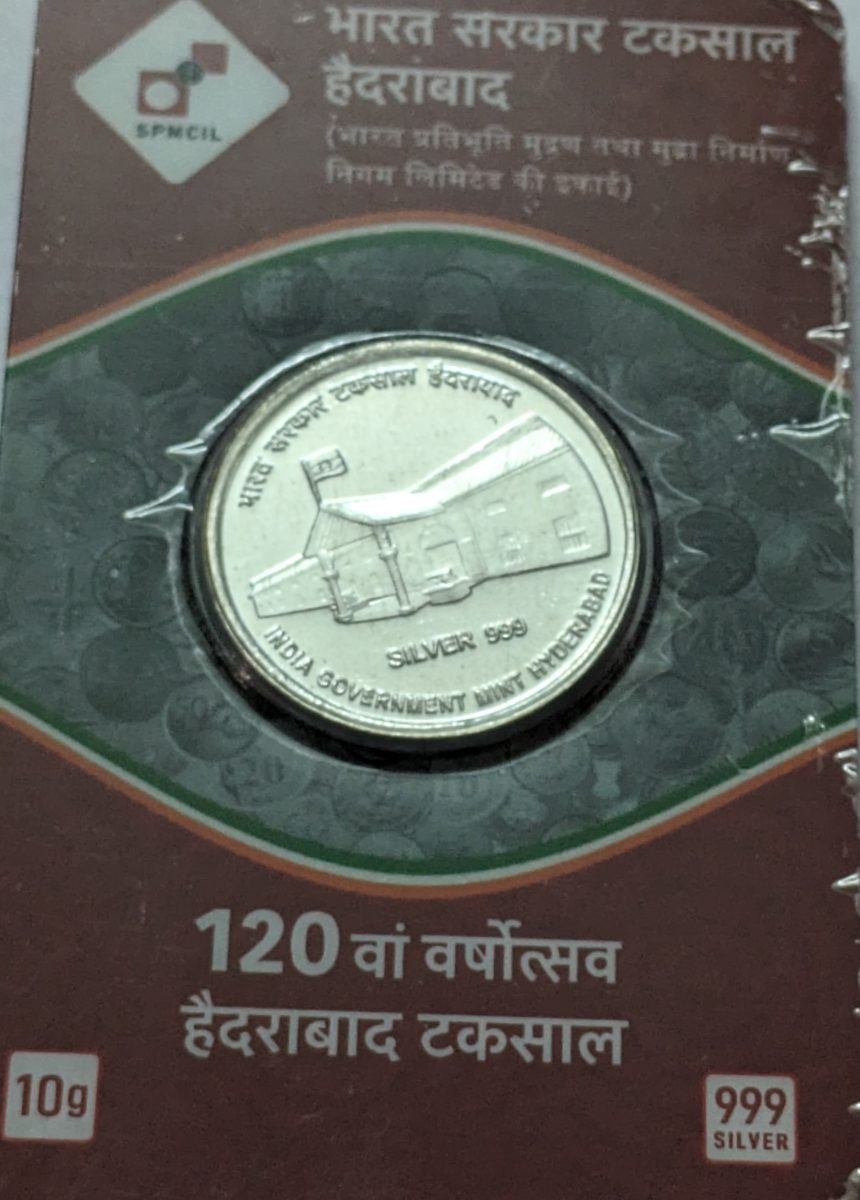 SPMCIL
भारत सरकार टकसाल
हैदराबाद
(भारत प्रतिभूति मुद्रण तथा मुद्रा निर्माण
निगम लिमिटेड की इकाई)
भारत सरकार टकसाल हैदराबाद
SILVER 999
INDIA GOVERNMENT MINT HYDERABAD
120 वां वर्षोत्सव
हैदराबाद टकसाल
10g
999
SILVER